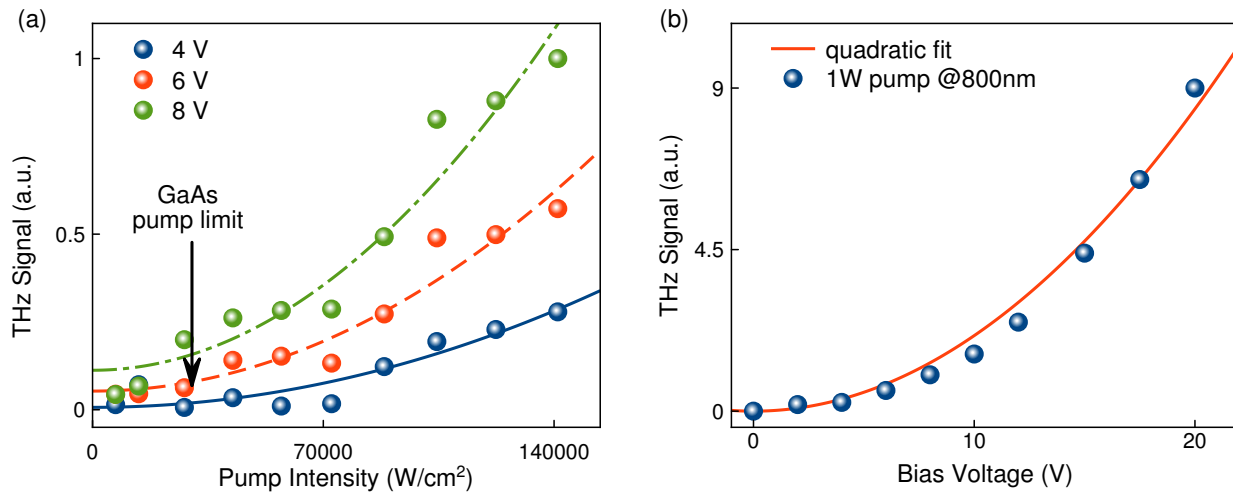 (a)
4 V
6 V
8 V
GaAs
pump limit
1
0.5
0
THz Signal (a.u.)
0
70000
140000
Pump Intensity (W/cm²)
(b)
quadratic fit
1W pump @800nm
9
4.5
0
THz Signal (a.u.)
0
10
20
Bias Voltage (V)